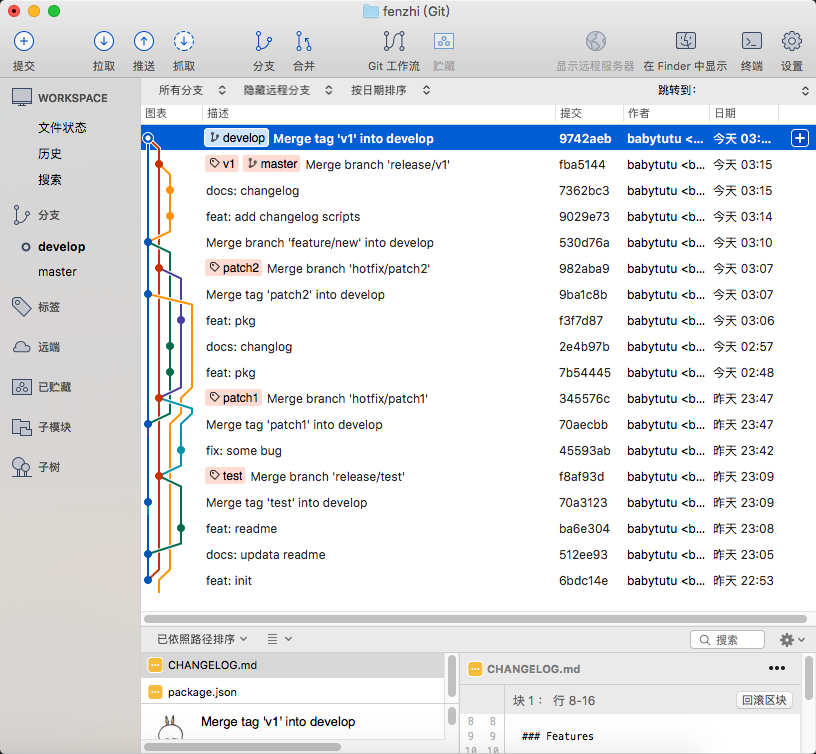 fenzhi (Git)
提交 拉取 推送 抓取 分支 合并 Git 工作流 贮藏 显示远程服务器 在 Finder 中显示 终端 设置
所有分支 隐藏远程分支 按日期排序 跳转到：
WORKSPACE
文件状态
历史
搜索
分支
develop
master
标签
远端
已贮藏
子模块
子树
图表 描述 提交 作者 日期
develop Merge tag 'v1' into develop 9742aeb babytutu <... 今天 03:...
v1 master Merge branch 'release/v1' fba5144 babytutu <b... 今天 03:15
docs: changelog 7362bc3 babytutu <b... 今天 03:15
feat: add changelog scripts 9029e73 babytutu <b... 今天 03:14
Merge branch 'feature/new' into develop 530d76a babytutu <b... 今天 03:10
patch2 Merge branch 'hotfix/patch2' 982aba9 babytutu <b... 今天 03:07
Merge tag 'patch2' into develop 9ba1c8b babytutu <b... 今天 03:07
feat: pkg f3f7d87 babytutu <b... 今天 03:06
docs: changlog 2e4b97b babytutu <b... 今天 02:57
feat: pkg 7b54445 babytutu <b... 今天 02:48
patch1 Merge branch 'hotfix/patch1' 345576c babytutu <b... 昨天 23:47
Merge tag 'patch1' into develop 70aecbb babytutu <b... 昨天 23:47
fix: some bug 45593ab babytutu <b... 昨天 23:42
test Merge branch 'release/test' f8af93d babytutu <b... 昨天 23:09
Merge tag 'test' into develop 70a3123 babytutu <b... 昨天 23:09
feat: readme ba6e304 babytutu <b... 昨天 23:08
docs: updata readme 512ee93 babytutu <b... 昨天 23:05
feat: init 6bdc14e babytutu <b... 昨天 22:53
已依照路径排序 搜索
CHANGELOG.md
package.json
Merge tag 'v1' into develop
CHANGELOG.md
块 1： 行 8-16 回滚区块
8 8
9 9 ### Features
10 10